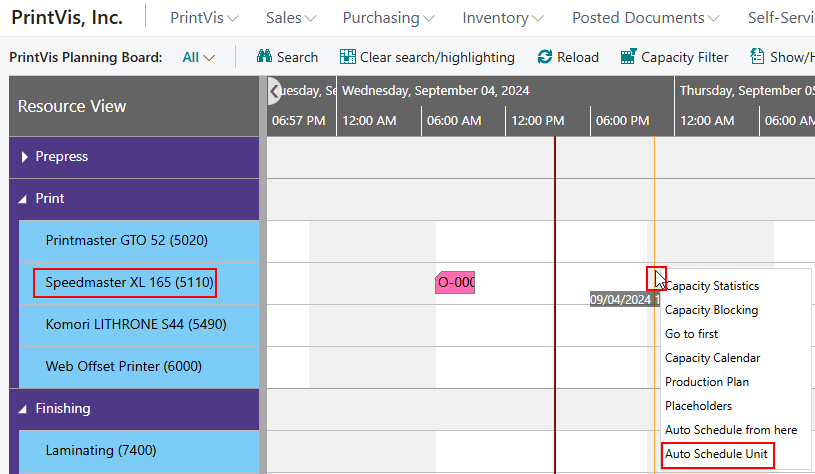 PrintVis, Inc. PrintVis Sales Purchasing Inventory Posted Documents Self-Servi
PrintVis Planning Board: All Search Clear search/highlighting Reload Capacity Filter Show/H
Resource View
uesday, Se Wednesday, September 04, 2024 Thursday, September 05
06:57 PM 12:00 AM 06:00 AM 12:00 PM 06:00 PM 12:00 AM 06:00 AM
Prepress
Print
Printmaster GTO 52 (5020)
Speedmaster XL 165 (5110)
O-000
09/04/2024 1
Komori LITHRONE S44 (5490)
Web Offset Printer (6000)
Finishing
Laminating (7400)
Capacity Statistics
Capacity Blocking
Go to first
Capacity Calendar
Production Plan
Placeholders
Auto Schedule from here
Auto Schedule Unit